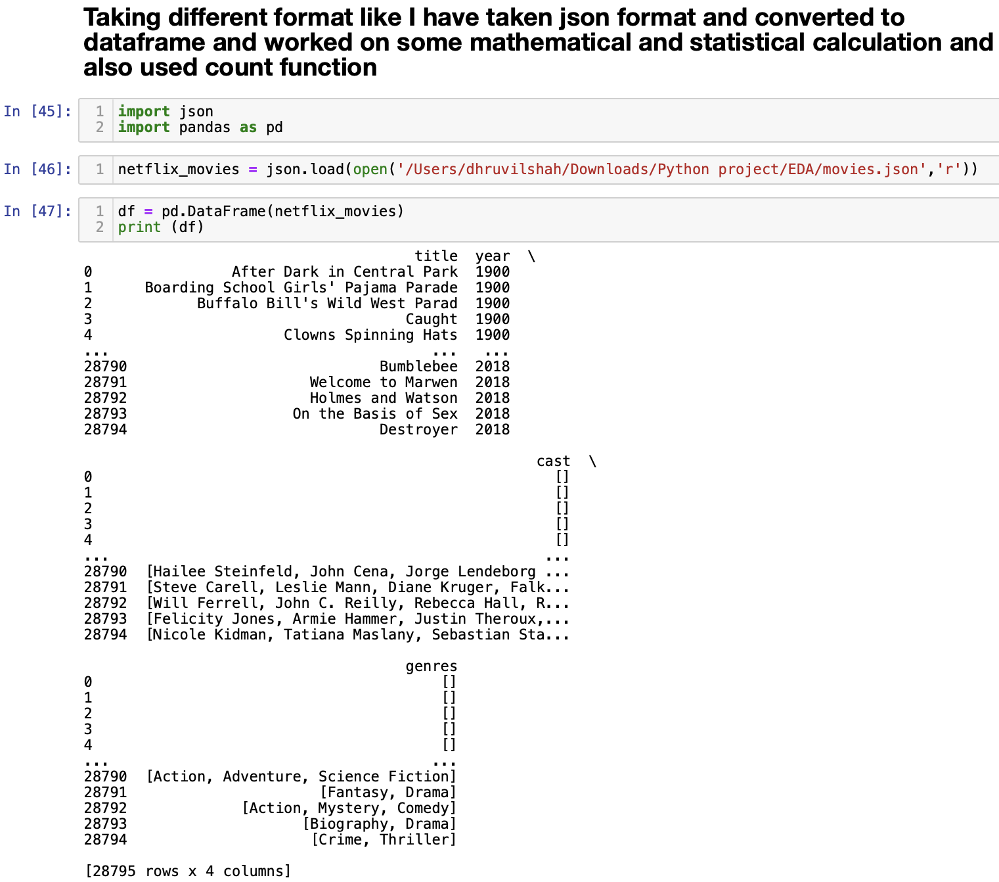 Taking different format like I have taken json format and converted to
dataframe and worked on some mathematical and statistical calculation and
also used count function
In [45]:
1 import json
2 import pandas as pd
In [46]:
1 netflix_movies = json.load(open('/Users/dhruvilshah/Downloads/Python project/EDA/movies.json','r'))
In [47]:
1 df = pd.DataFrame(netflix_movies)
2 print (df)
title year \
0 After Dark in Central Park 1900
1 Boarding School Girls' Pajama Parade 1900
2 Buffalo Bill's Wild West Parad 1900
3 Caught 1900
4 Clowns Spinning Hats 1900
... ... ...
28790 Bumblebee 2018
28791 Welcome to Marwen 2018
28792 Holmes and Watson 2018
28793 On the Basis of Sex 2018
28794 Destroyer 2018
cast \
0 []
1 []
2 []
3 []
4 []
... ...
28790 [Hailee Steinfeld, John Cena, Jorge Lendeborg ...
28791 [Steve Carell, Leslie Mann, Diane Kruger, Falk...
28792 [Will Ferrell, John C. Reilly, Rebecca Hall, R...
28793 [Felicity Jones, Armie Hammer, Justin Theroux,...
28794 [Nicole Kidman, Tatiana Maslany, Sebastian Sta...
genres
0 []
1 []
2 []
3 []
4 []
... ...
28790 [Action, Adventure, Science Fiction]
28791 [Fantasy, Drama]
28792 [Action, Mystery, Comedy]
28793 [Biography, Drama]
28794 [Crime, Thriller]
[28795 rows x 4 columns]